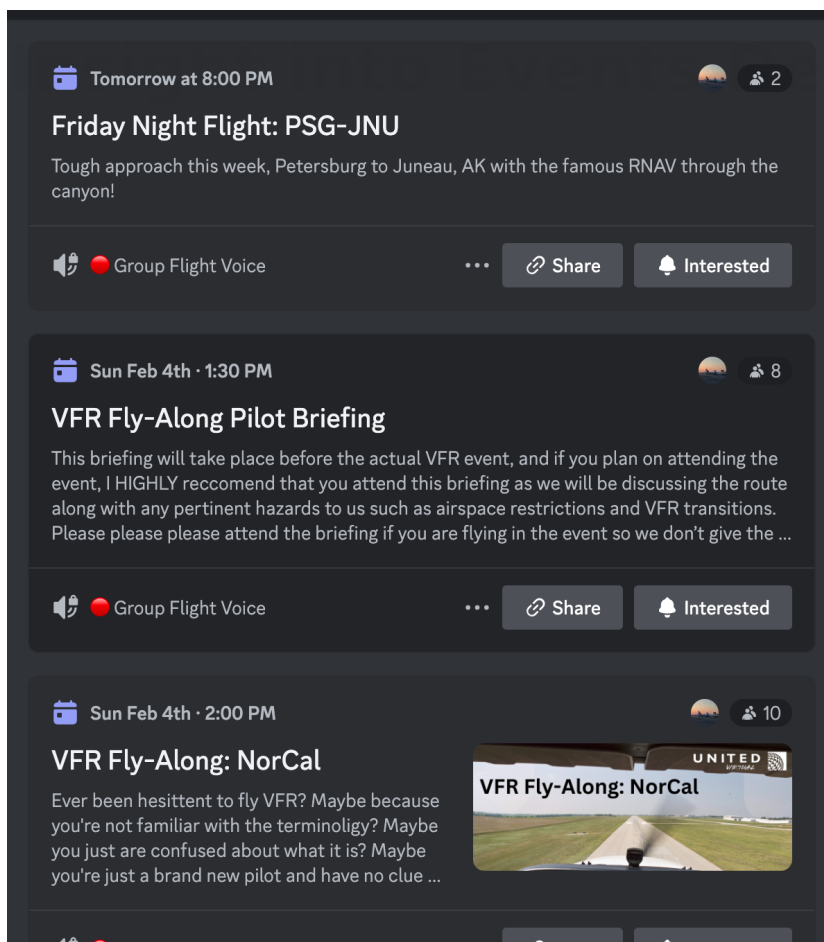 Tomorrow at 8:00 PM
2
Friday Night Flight: PSG-JNU
Tough approach this week, Petersburg to Juneau, AK with the famous RNAV through the
canyon!
Group Flight Voice
Share
Interested
Sun Feb 4th · 1:30 PM
8
VFR Fly-Along Pilot Briefing
This briefing will take place before the actual VFR event, and if you plan on attending the
event, I HIGHLY reccomend that you attend this briefing as we will be discussing the route
along with any pertinent hazards to us such as airspace restrictions and VFR transitions.
Please please please attend the briefing if you are flying in the event so we don't give the ...
Group Flight Voice
Share
Interested
Sun Feb 4th · 2:00 PM
10
VFR Fly-Along: NorCal
Ever been hesittent to fly VFR? Maybe because
you're not familiar with the terminoligy? Maybe
you just are confused about what it is? Maybe
you're just a brand new pilot and have no clue ...
UNITED
VIRTUAL
VFR Fly-Along: NorCal